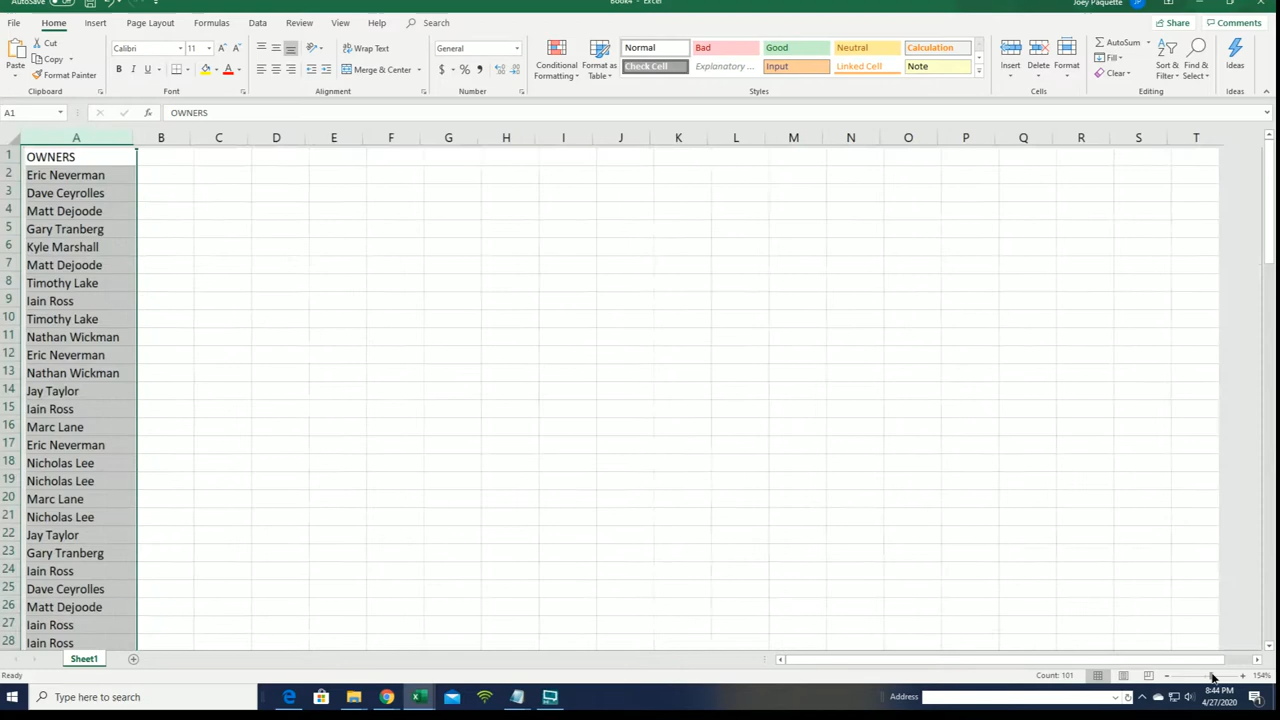 AutoSave Off Book4 - Excel Joey Paquette JP
File Home Insert Page Layout Formulas Data Review View Help Search Share Comments
Paste Cut Copy Format Painter Clipboard
Calibri 11 A A B I U A Font
Wrap Text Merge & Center Alignment
General $ % , Number
Conditional Formatting Format as Table
Normal Bad Good Neutral Calculation
Check Cell Explanatory ... Input Linked Cell Note
Styles
Insert Delete Format Cells
AutoSum Fill Clear Sort & Filter Find & Select Editing
Ideas Ideas
A1 fx OWNERS
A B C D E F G H I J K L M N O P Q R S T
1 OWNERS
2 Eric Neverman
3 Dave Ceyrolles
4 Matt Dejoode
5 Gary Tranberg
6 Kyle Marshall
7 Matt Dejoode
8 Timothy Lake
9 Iain Ross
10 Timothy Lake
11 Nathan Wickman
12 Eric Neverman
13 Nathan Wickman
14 Jay Taylor
15 Iain Ross
16 Marc Lane
17 Eric Neverman
18 Nicholas Lee
19 Nicholas Lee
20 Marc Lane
21 Nicholas Lee
22 Jay Taylor
23 Gary Tranberg
24 Iain Ross
25 Dave Ceyrolles
26 Matt Dejoode
27 Iain Ross
28 Iain Ross
Sheet1
Ready Count: 101 154%
Type here to search Address 8:44 PM
4/27/2020